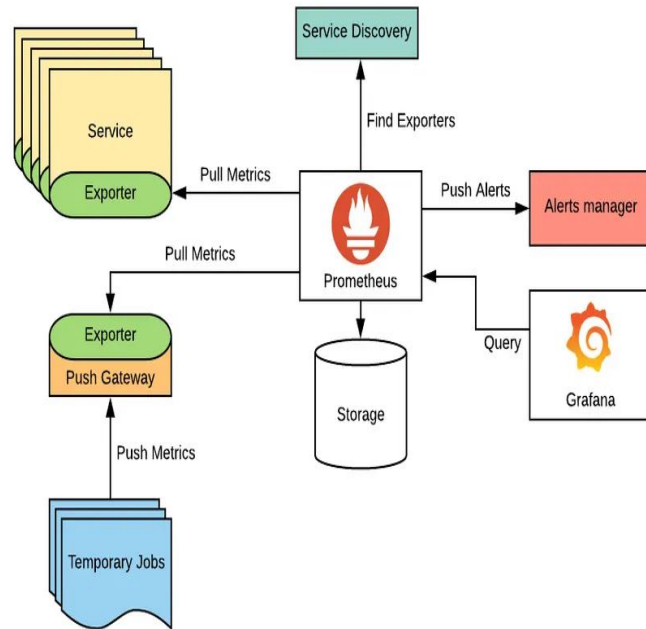 Service Discovery
Service
Find Exporters
Pull Metrics
Exporter
Push Alerts
Alerts manager
Pull Metrics
Prometheus
Exporter
Push Gateway
Query
Grafana
Storage
Push Metrics
Temporary Jobs